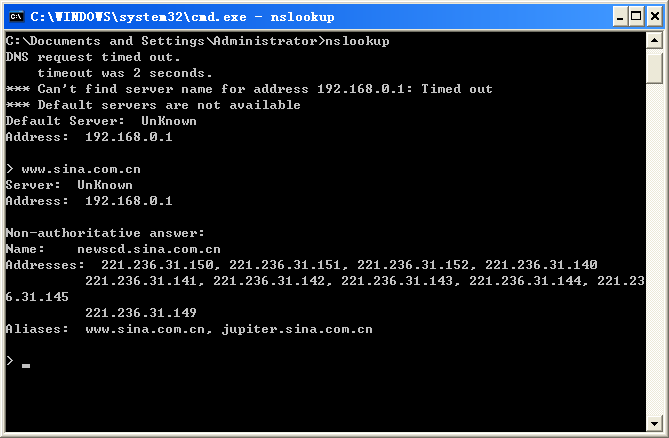 C:\WINDOWS\system32\cmd.exe - nslookup
C:\Documents and Settings\Administrator>nslookup
DNS request timed out.
    timeout was 2 seconds.
*** Can't find server name for address 192.168.0.1: Timed out
*** Default servers are not available
Default Server:  UnKnown
Address:  192.168.0.1

> www.sina.com.cn
Server:  UnKnown
Address:  192.168.0.1

Non-authoritative answer:
Name:    newscd.sina.com.cn
Addresses:  221.236.31.150, 221.236.31.151, 221.236.31.152, 221.236.31.140
          221.236.31.141, 221.236.31.142, 221.236.31.143, 221.236.31.144, 221.23
6.31.145
          221.236.31.149
Aliases:  www.sina.com.cn, jupiter.sina.com.cn

> _